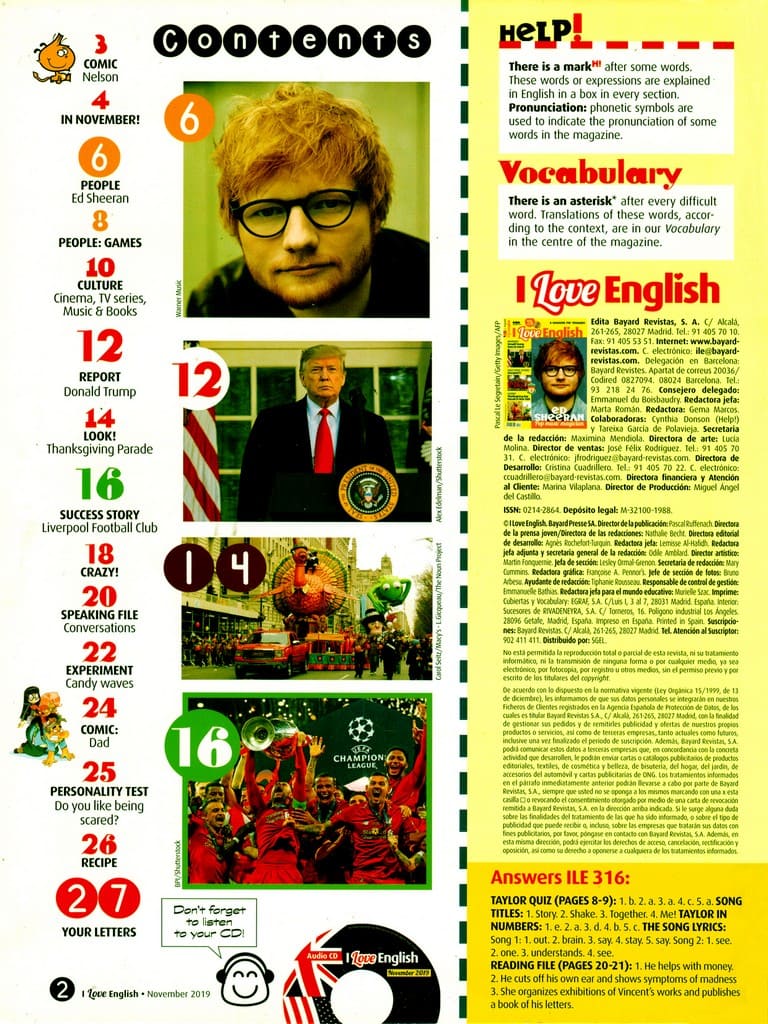 Contents
3
COMIC
Nelson
4
IN NOVEMBER!
6
PEOPLE
Ed Sheeran
8
PEOPLE: GAMES
10
CULTURE
Cinema, TV series,
Music & Books
12
REPORT
Donald Trump
14
LOOK!
Thanksgiving Parade
16
SUCCESS STORY
Liverpool Football Club
18
CRAZY!
20
SPEAKING FILE
Conversations
22
EXPERIMENT
Candy waves
24
COMIC:
Dad
25
PERSONALITY TEST
Do you like being
scared?
26
RECIPE
27
YOUR LETTERS
6
Warner Music
12
Alex Edelman/Shutterstock
14
Carol Seitz/Macy's - L.Gicqueau/The Noun Project
16
UEFA
CHAMPIONS
LEAGUE
BPI/Shutterstock
Don't forget
to listen
to your CD!
Audio CD
I Love English
November 2019
2 I Love English • November 2019
HELP!
There is a mark H! after some words.
These words or expressions are explained
in English in a box in every section.
Pronunciation: phonetic symbols are
used to indicate the pronunciation of some
words in the magazine.
Vocabulary
There is an asterisk* after every difficult
word. Translations of these words, accor-
ding to the context, are in our Vocabulary
in the centre of the magazine.
I Love English
Pascal Le Segretain/Getty Images/AFP
I Love English
ED
SHEERAN
Pop music magician
Edita Bayard Revistas, S. A. C/ Alcalá,
261-265, 28027 Madrid. Tel.: 91 405 70 10.
Fax: 91 405 53 51. Internet: www.bayard-
revistas.com. C. electrónico: ile@bayard-
revistas.com. Delegación en Barcelona:
Bayard Revistas. Apartat de correus 20036/
Codired 0827094. 08024 Barcelona. Tel.:
93 218 24 76. Consejero delegado:
Emmanuel du Boisbaudry. Redactora jefa:
Marta Román. Redactora: Gema Marcos.
Colaboradoras: Cynthia Donson (Help!)
y Tareixa García de Polavieja. Secretaria
de la redacción: Maximina Mendiola. Directora de arte: Lucía
Molina. Director de ventas: José Félix Rodríguez. Tel.: 91 405 70
31. C. electrónico: jfrodriguez@bayard-revistas.com. Directora de
Desarrollo: Cristina Cuadrillero. Tel.: 91 405 70 22. C. electrónico:
ccuadrillero@bayard-revistas.com. Directora financiera y Atención
al Cliente: Marina Vilaplana. Director de Producción: Miguel Ángel
del Castillo.
ISSN: 0214-2864. Depósito legal: M-32100-1988.
© I Love English. Bayard Presse SA. Director de la publicación: Pascal Ruffenach. Directora
de la prensa joven/Directora de las redacciones: Nathalie Becht. Directora editorial
de desarrollo: Agnès Rochefort-Turquin. Redactora jefa: Lemisse Al-Hafidh. Redactora
jefa adjunta y secretaria general de la redacción: Odile Amblard. Director artístico:
Martin Fonquernie. Jefa de sección: Lesley Ormal-Grenon. Secretaria de redacción: Mary
Cummins. Redactora gráfica: Françoise A. Pennor's. Jefe de sección de fotos: Bruno
Arbesu. Ayudante de redacción: Tiphanie Rousseau. Responsable de control de gestión:
Emmanuelle Bathias. Redactora jefa para el mundo educativo: Murielle Szac. Imprime:
Cubiertas y Vocabulary: EGRAF, S.A. C/Luis I, 3 al 7, 28031 Madrid. España. Interior:
Sucesores de RIVADENEYRA, S.A. C/ Torneros, 16. Polígono industrial Los Ángeles.
28096 Getafe, Madrid, España. Impreso en España. Printed in Spain. Suscripcio-
nes: Bayard Revistas. C/ Alcalá, 261-265, 28027 Madrid. Tel. Atención al Suscriptor:
902 411 411. Distribuido por: SGEL.
No está permitida la reproducción total o parcial de esta revista, ni su tratamiento
informático, ni la transmisión de ninguna forma o por cualquier medio, ya sea
electrónico, por fotocopia, por registro u otros medios, sin el permiso previo y por
escrito de los titulares del copyright.
De acuerdo con lo dispuesto en la normativa vigente (Ley Orgánica 15/1999, de 13
de diciembre), les informamos de que sus datos personales se integrarán en nuestros
Ficheros de Clientes registrados en la Agencia Española de Protección de Datos, de
los cuales es titular Bayard Revistas S.A., C/ Alcalá, 261-265, 28027 Madrid, con la finalidad
de gestionar sus pedidos y de remitirles publicidad y ofertas de nuestros propios
productos o servicios, así como de terceras empresas, tanto actuales como futuros,
inclusive una vez finalizado el periodo de suscripción. Además, Bayard Revistas, S.A.
podrá comunicar estos datos a terceras empresas que, en concordancia con la concreta
actividad que desarrollen, le podrán enviar cartas o catálogos publicitarios de productos
editoriales, textiles, de cosmética y belleza, de bisutería, del hogar, del jardín, de
accesorios del automóvil y cartas publicitarias de ONG. Los tratamientos informados
en el párrafo inmediatamente anterior podrán llevarse a cabo por parte de Bayard
Revistas, S.A., siempre que usted no se oponga a los mismos marcando con una x esta
casilla □ o revocando el consentimiento otorgado por medio de una carta de revocación
remitida a Bayard Revistas, S.A. en la dirección arriba indicada. Si le surge alguna duda
sobre las finalidades del tratamiento de las que ha sido informado, o sobre el tipo de
publicidad que puede recibir o, incluso, sobre las empresas que tratarán sus datos con
fines publicitarios, por favor, póngase en contacto con Bayard Revistas S.A. Además, en
esta misma dirección, podrá ejercitar los derechos de acceso, cancelación, rectificación y
oposición, así como su derecho a oponerse a cualquiera de los tratamientos informados.
Answers ILE 316:
TAYLOR QUIZ (PAGES 8-9): 1. b. 2. a. 3. a. 4. c. 5. a. SONG
TITLES: 1. Story. 2. Shake. 3. Together. 4. Me! TAYLOR IN
NUMBERS: 1. e. 2. a. 3. d. 4. b. 5. c. THE SONG LYRICS:
Song 1: 1. out. 2. brain. 3. say. 4. stay. 5. say. Song 2: 1. see.
2. one. 3. understands. 4. see.
READING FILE (PAGES 20-21): 1. He helps with money.
2. He cuts off his own ear and shows symptoms of madness
3. She organizes exhibitions of Vincent's works and publishes
a book of his letters.